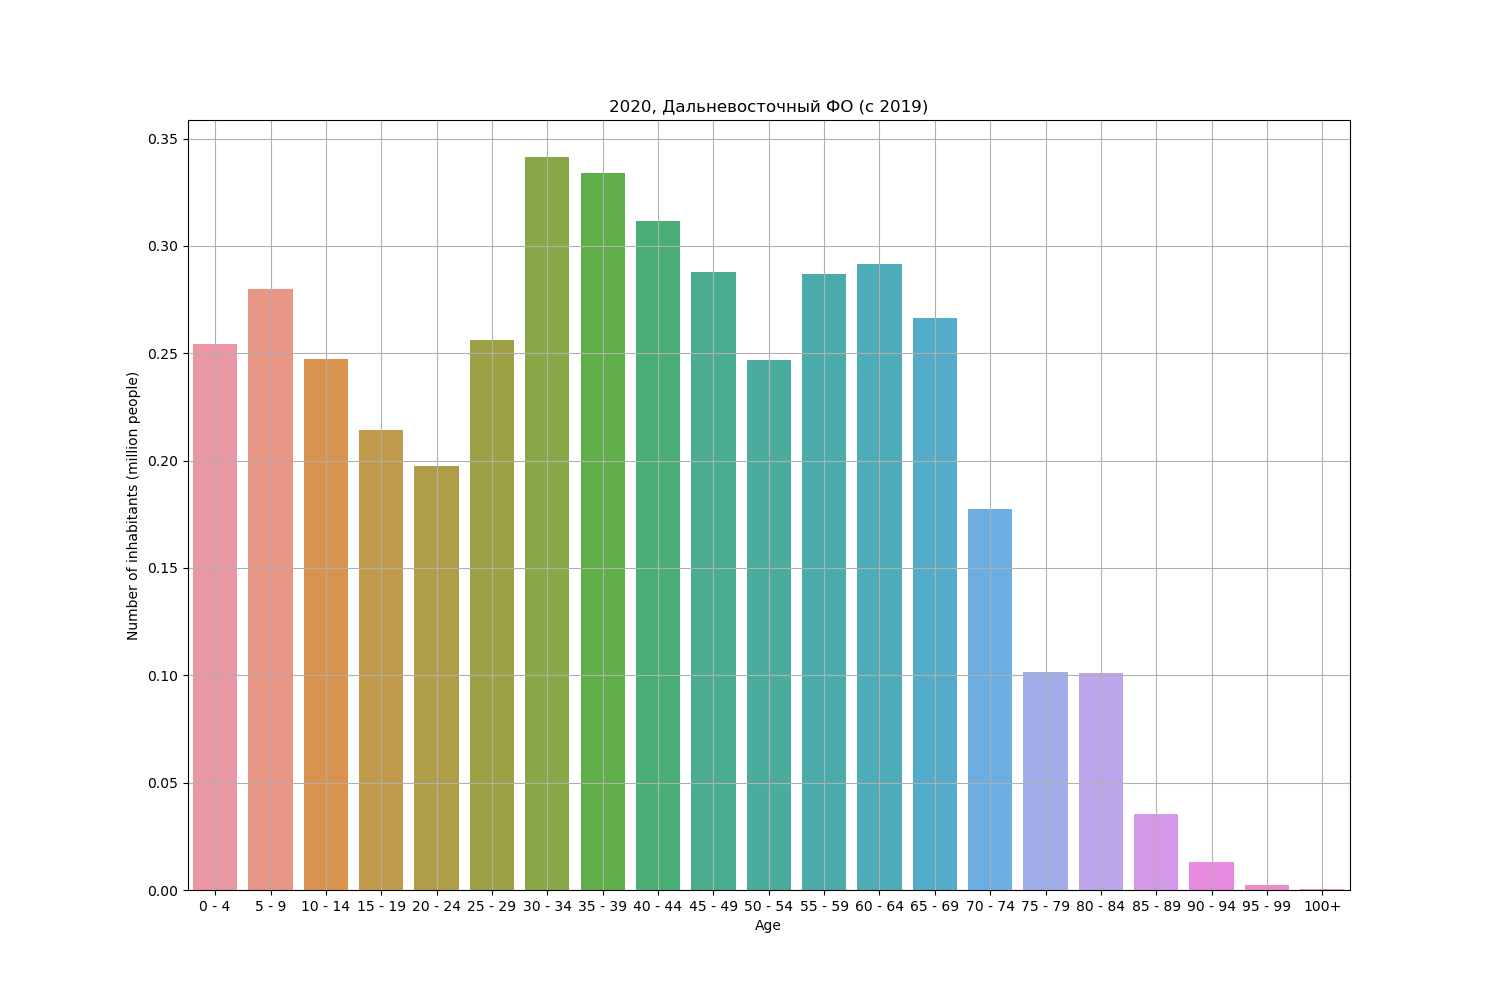 2020, Дальневосточный ФО (с 2019)
Number of inhabitants (million people)
0.35
0.30
0.25
0.20
0.15
0.10
0.05
0.00
0 - 4 5 - 9 10 - 14 15 - 19 20 - 24 25 - 29 30 - 34 35 - 39 40 - 44 45 - 49 50 - 54 55 - 59 60 - 64 65 - 69 70 - 74 75 - 79 80 - 84 85 - 89 90 - 94 95 - 99 100+
Age